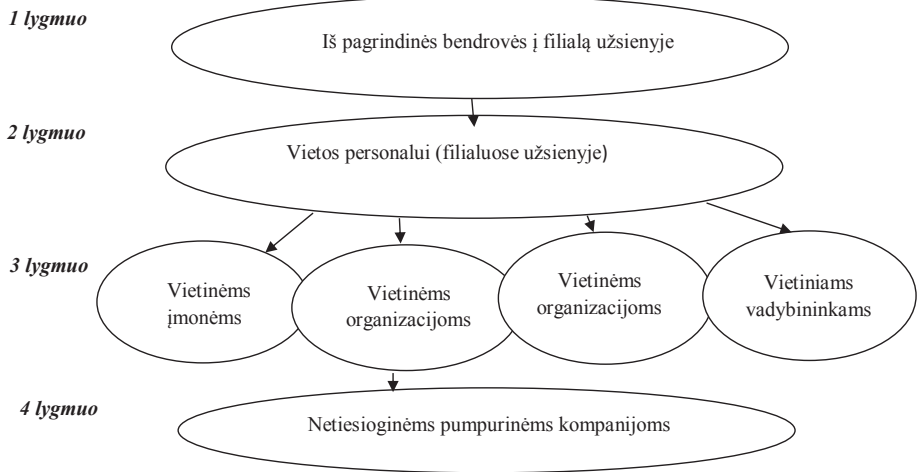 1 lygmuo
Iš pagrindinės bendrovės į filialą užsienyje
2 lygmuo
Vietos personalui (filialuose užsienyje)
3 lygmuo
Vietinėms
įmonėms
Vietinėms
organizacijoms
Vietinėms
organizacijoms
Vietiniams
vadybininkams
4 lygmuo
Netiesioginėms pumpurinėms kompanijoms